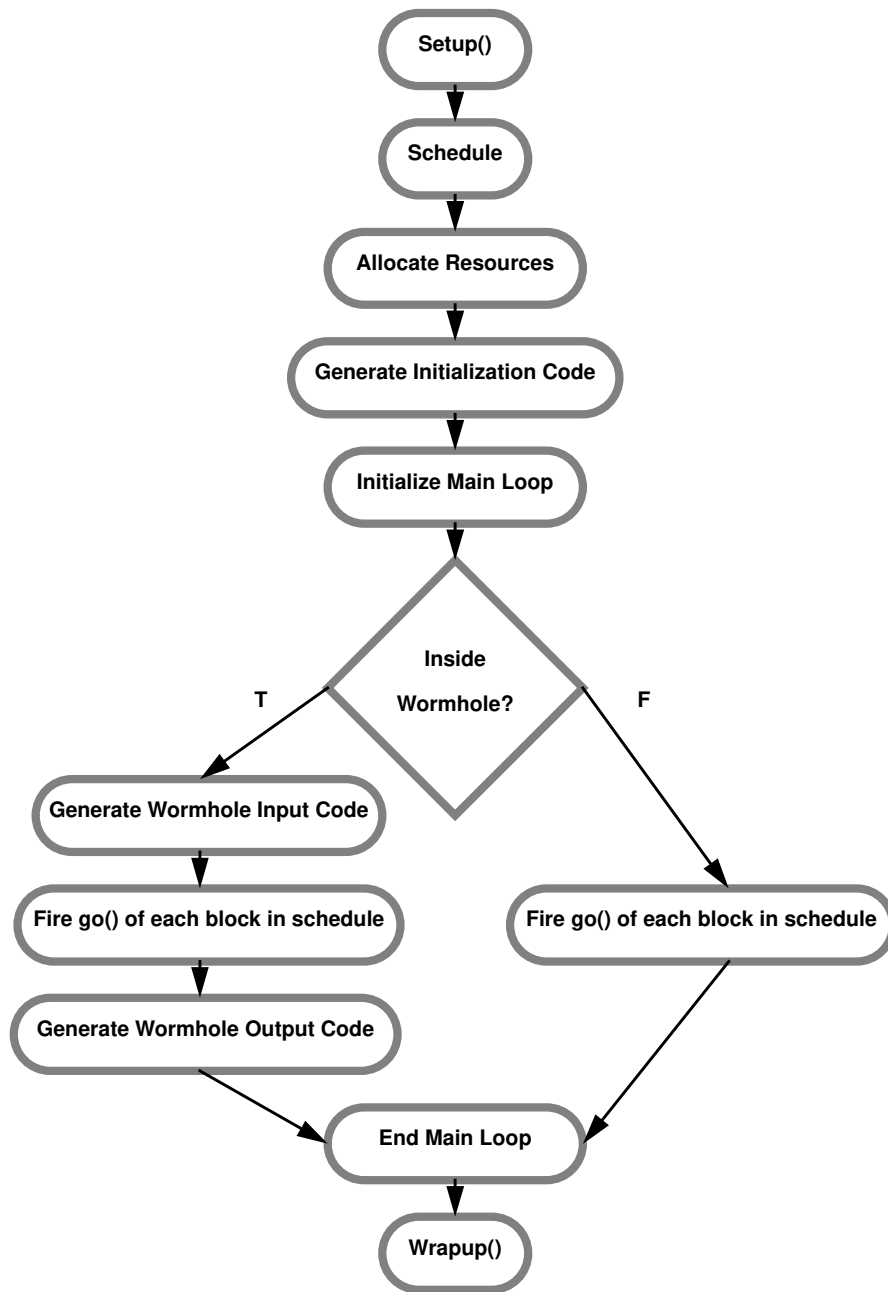 Setup()
Schedule
Allocate Resources
Generate Initialization Code
Initialize Main Loop
Inside
Wormhole?
T
F
Generate Wormhole Input Code
Fire go() of each block in schedule
Fire go() of each block in schedule
Generate Wormhole Output Code
End Main Loop
Wrapup()